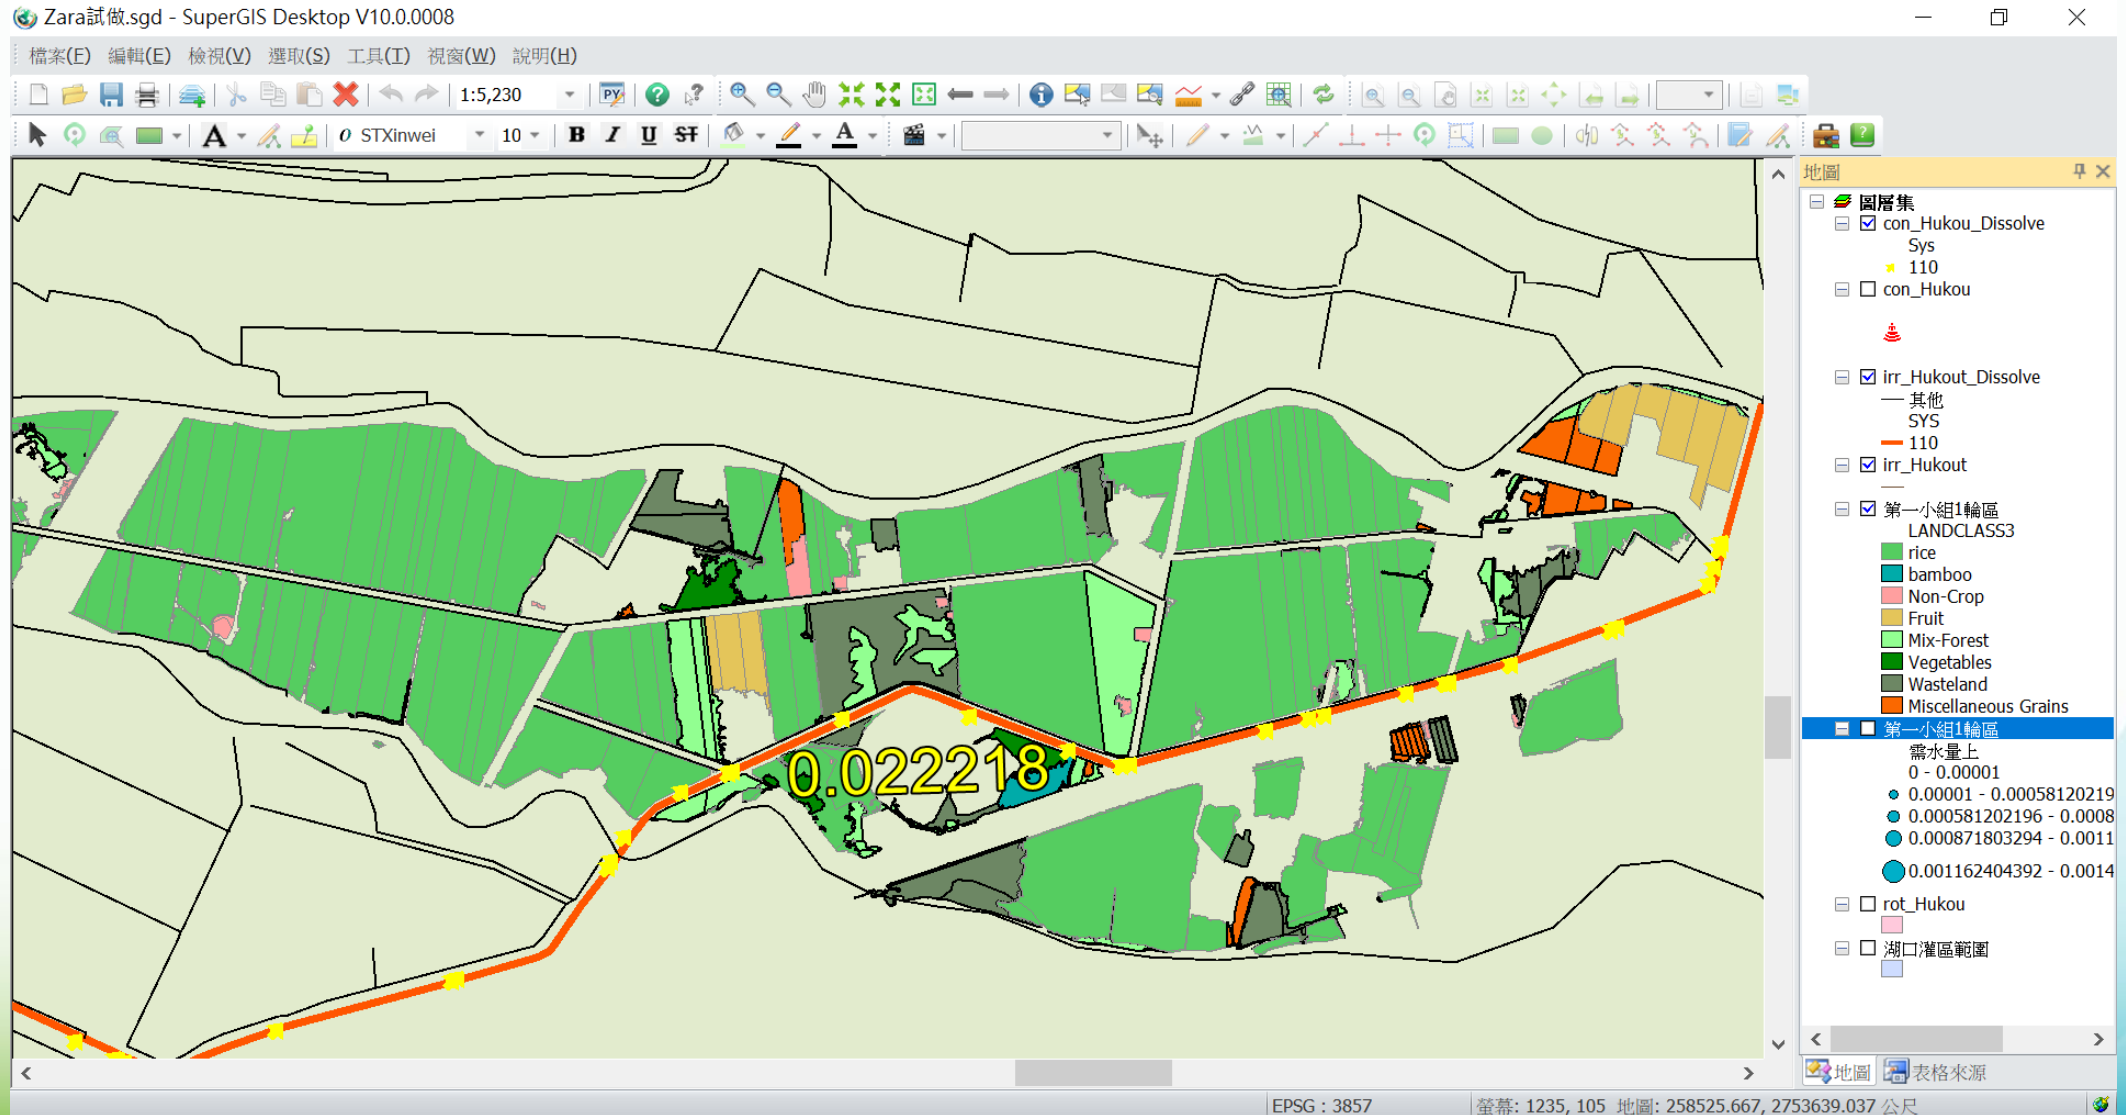 Zara試做.sgd - SuperGIS Desktop V10.0.0008
檔案(F) 編輯(E) 檢視(V) 選取(S) 工具(T) 視窗(W) 說明(H)
1:5,230
PY
A
O STXinwei
10
B I U ST
A
地圖
圖層集
con_Hukou_Dissolve
Sys
110
con_Hukou
irr_Hukout_Dissolve
其他
SYS
110
irr_Hukout
第一小組1輪區
LANDCLASS3
rice
bamboo
Non-Crop
Fruit
Mix-Forest
Vegetables
Wasteland
Miscellaneous Grains
第一小組1輪區
需水量上
0 - 0.00001
0.00001 - 0.00058120219
0.000581202196 - 0.0008
0.000871803294 - 0.0011
0.001162404392 - 0.0014
rot_Hukou
湖口灌區範圍
0.022218
地圖 表格來源
EPSG : 3857 螢幕: 1235, 105 地圖: 258525.667, 2753639.037 公尺